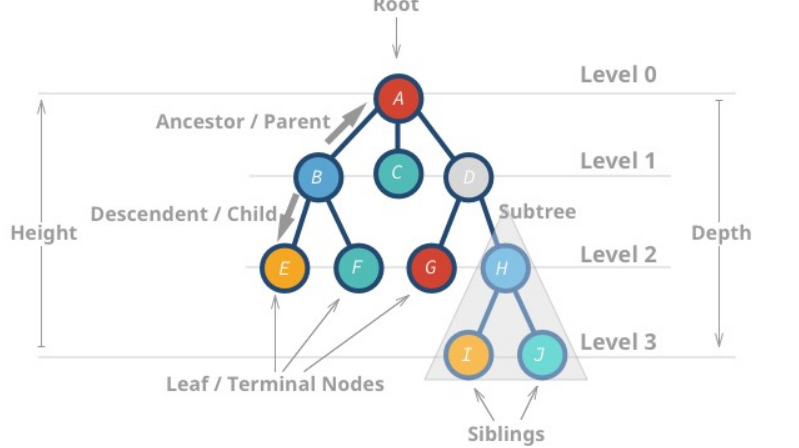 Root
Level 0
A
Ancestor / Parent
Level 1
B
C
D
Descendent / Child
Subtree
Height
Depth
Level 2
E
F
G
H
Level 3
I
J
Leaf / Terminal Nodes
Siblings